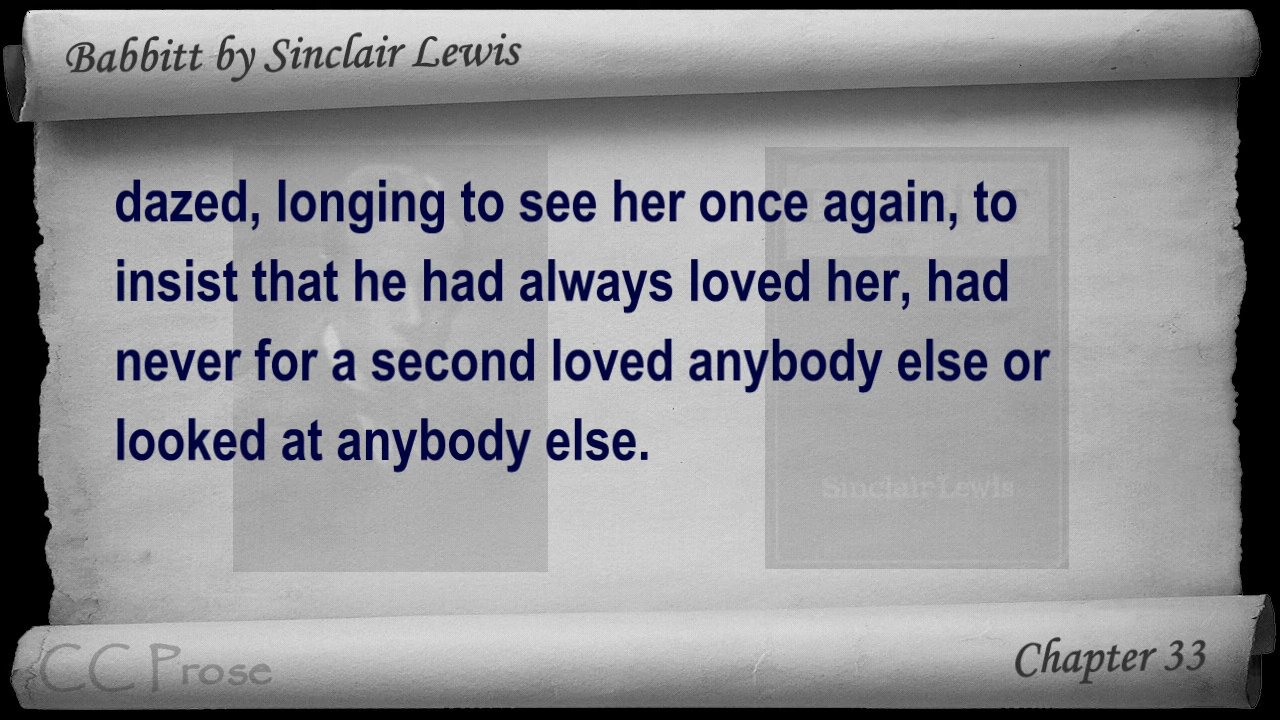 Babbitt by Sinclair Lewis
dazed, longing to see her once again, to
insist that he had always loved her, had
never for a second loved anybody else or
looked at anybody else.
Sinclair Lewis
CC Prose
Chapter 33